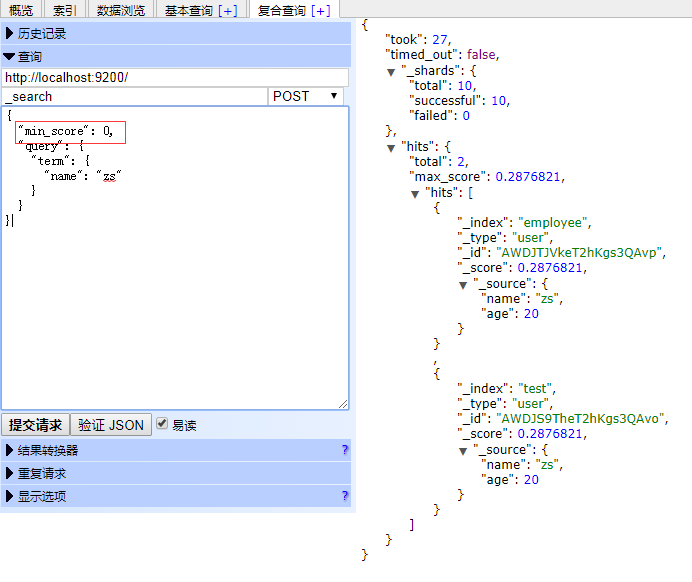 概览 索引 数据浏览 基本查询 [+] 复合查询 [+]
历史记录
查询
http://localhost:9200/
_search POST
{
"min_score": 0,
"query": {
"term": {
"name": "zs"
}
}
}
提交请求 验证 JSON 易读
结果转换器 ?
重复请求
显示选项 ?
{
"took": 27,
"timed_out": false,
"_shards": {
"total": 10,
"successful": 10,
"failed": 0
},
"hits": {
"total": 2,
"max_score": 0.2876821,
"hits": [
{
"_index": "employee",
"_type": "user",
"_id": "AWDJTJVkeT2hKgs3QAvp",
"_score": 0.2876821,
"_source": {
"name": "zs",
"age": 20
}
}
,
{
"_index": "test",
"_type": "user",
"_id": "AWDJS9TheT2hKgs3QAvo",
"_score": 0.2876821,
"_source": {
"name": "zs",
"age": 20
}
}
]
}
}